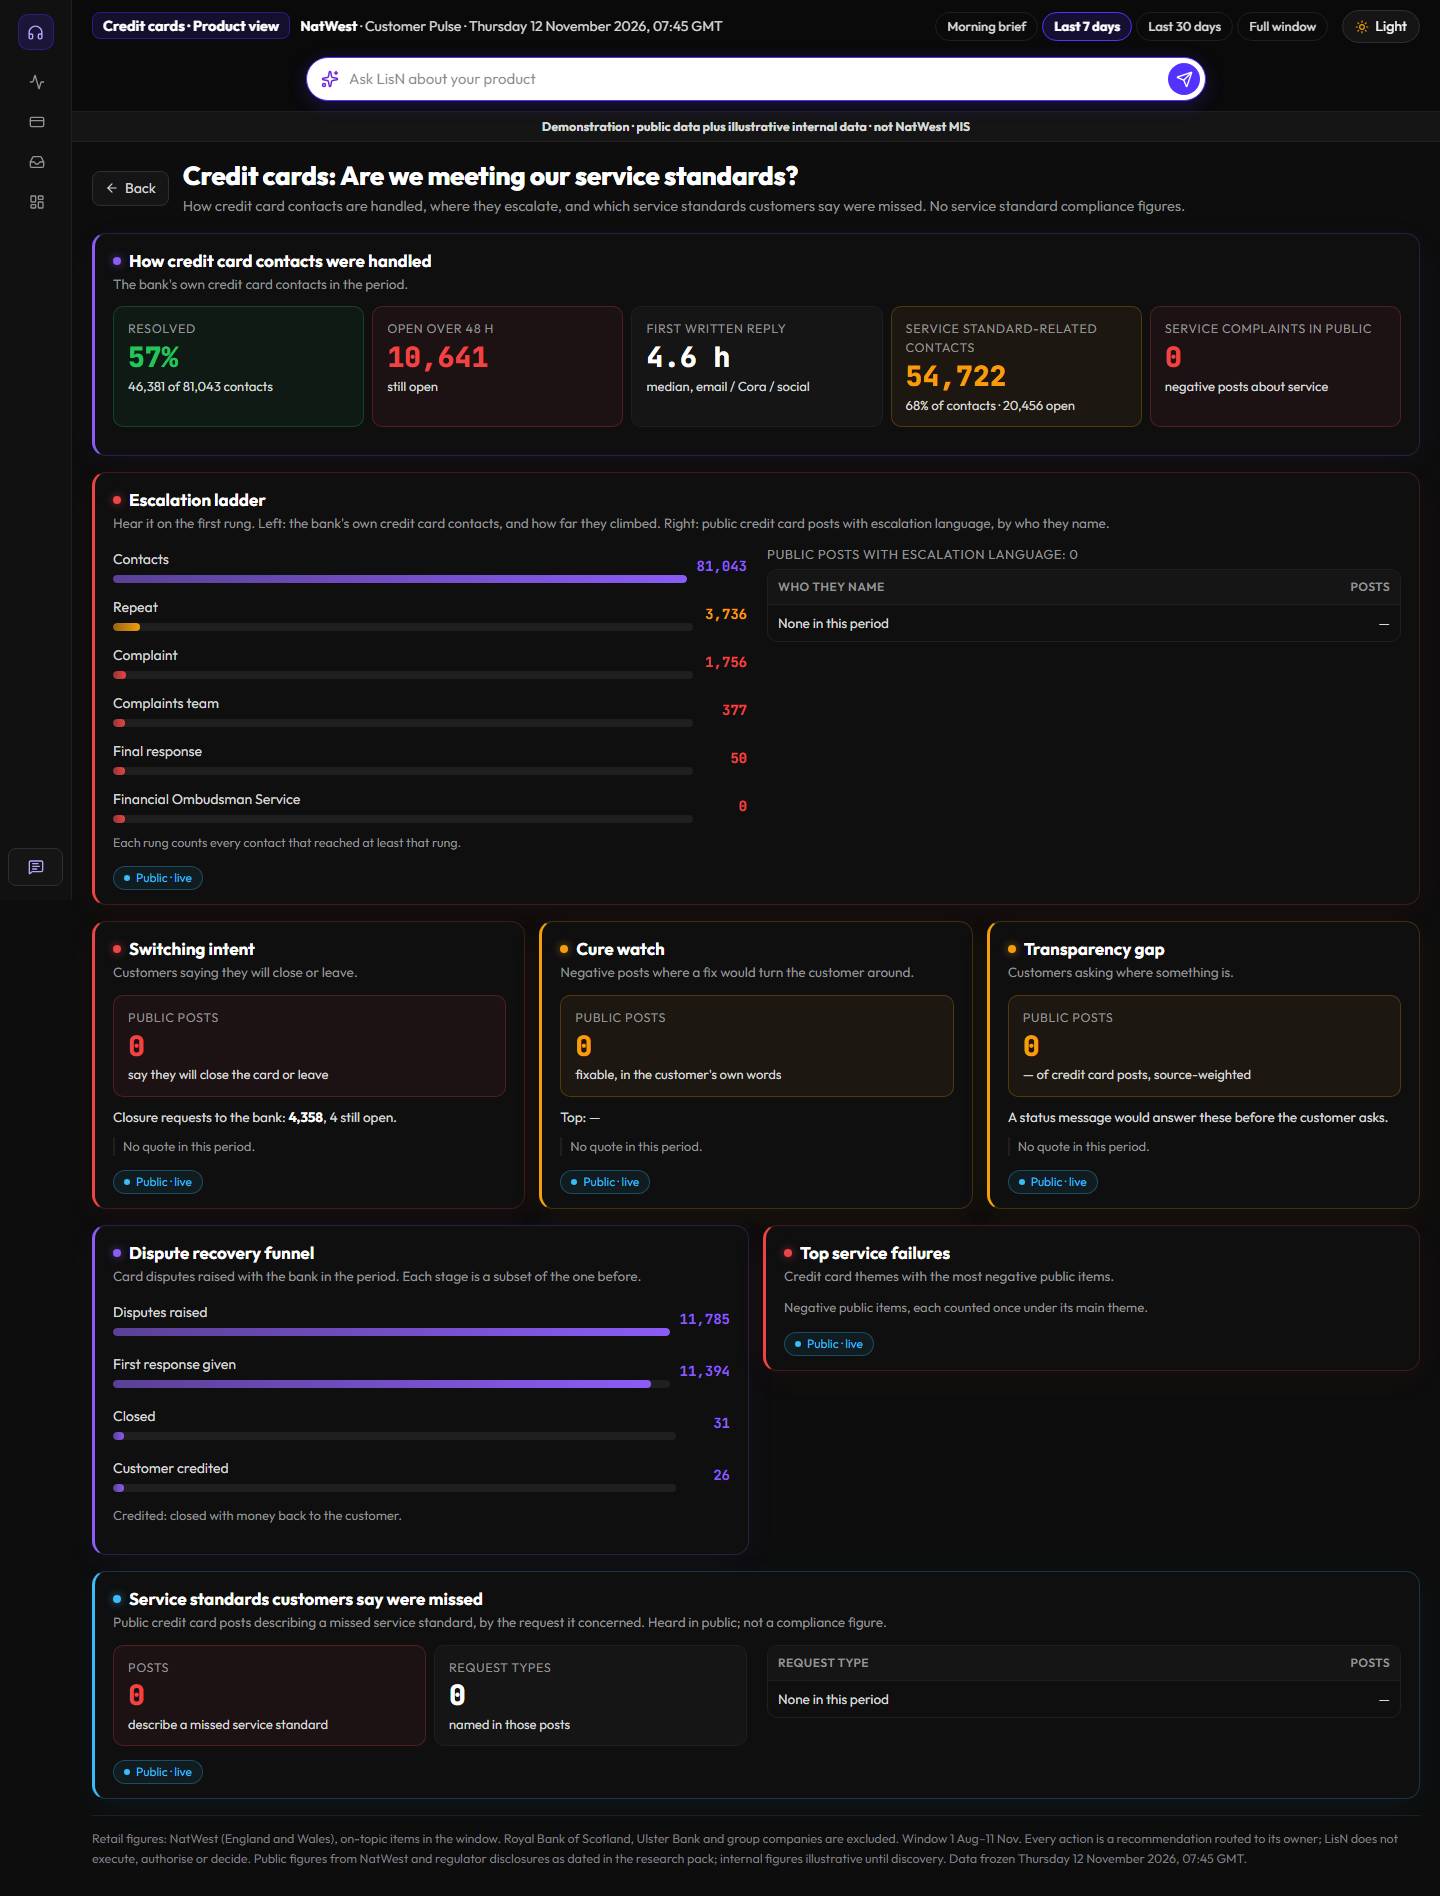 Credit cards · Product view
NatWest · Customer Pulse · Thursday 12 November 2026, 07:45 GMT
Morning brief
Last 7 days
Last 30 days
Full window
Light
Ask LisN about your product
Demonstration · public data plus illustrative internal data · not NatWest MIS
Back
Credit cards: Are we meeting our service standards?
How credit card contacts are handled, where they escalate, and which service standards customers say were missed. No service standard compliance figures.
How credit card contacts were handled
The bank's own credit card contacts in the period.
RESOLVED
57%
46,381 of 81,043 contacts
OPEN OVER 48 H
10,641
still open
FIRST WRITTEN REPLY
4.6 h
median, email / Cora / social
SERVICE STANDARD-RELATED
CONTACTS
54,722
68% of contacts · 20,456 open
SERVICE COMPLAINTS IN PUBLIC
0
negative posts about service
Escalation ladder
Hear it on the first rung. Left: the bank's own credit card contacts, and how far they climbed. Right: public credit card posts with escalation language, by who they name.
Contacts
81,043
Repeat
3,736
Complaint
1,756
Complaints team
377
Final response
50
Financial Ombudsman Service
0
Each rung counts every contact that reached at least that rung.
Public · live
PUBLIC POSTS WITH ESCALATION LANGUAGE: 0
WHO THEY NAME POSTS
None in this period —
Switching intent
Customers saying they will close or leave.
PUBLIC POSTS
0
say they will close the card or leave
Closure requests to the bank: 4,358, 4 still open.
No quote in this period.
Public · live
Cure watch
Negative posts where a fix would turn the customer around.
PUBLIC POSTS
0
fixable, in the customer's own words
Top: —
No quote in this period.
Public · live
Transparency gap
Customers asking where something is.
PUBLIC POSTS
0
— of credit card posts, source-weighted
A status message would answer these before the customer asks.
No quote in this period.
Public · live
Dispute recovery funnel
Card disputes raised with the bank in the period. Each stage is a subset of the one before.
Disputes raised
11,785
First response given
11,394
Closed
31
Customer credited
26
Credited: closed with money back to the customer.
Top service failures
Credit card themes with the most negative public items.
Negative public items, each counted once under its main theme.
Public · live
Service standards customers say were missed
Public credit card posts describing a missed service standard, by the request it concerned. Heard in public; not a compliance figure.
POSTS
0
describe a missed service standard
REQUEST TYPES
0
named in those posts
REQUEST TYPE POSTS
None in this period —
Public · live
Retail figures: NatWest (England and Wales), on-topic items in the window. Royal Bank of Scotland, Ulster Bank and group companies are excluded. Window 1 Aug–11 Nov. Every action is a recommendation routed to its owner; LisN does not
execute, authorise or decide. Public figures from NatWest and regulator disclosures as dated in the research pack; internal figures illustrative until discovery. Data frozen Thursday 12 November 2026, 07:45 GMT.